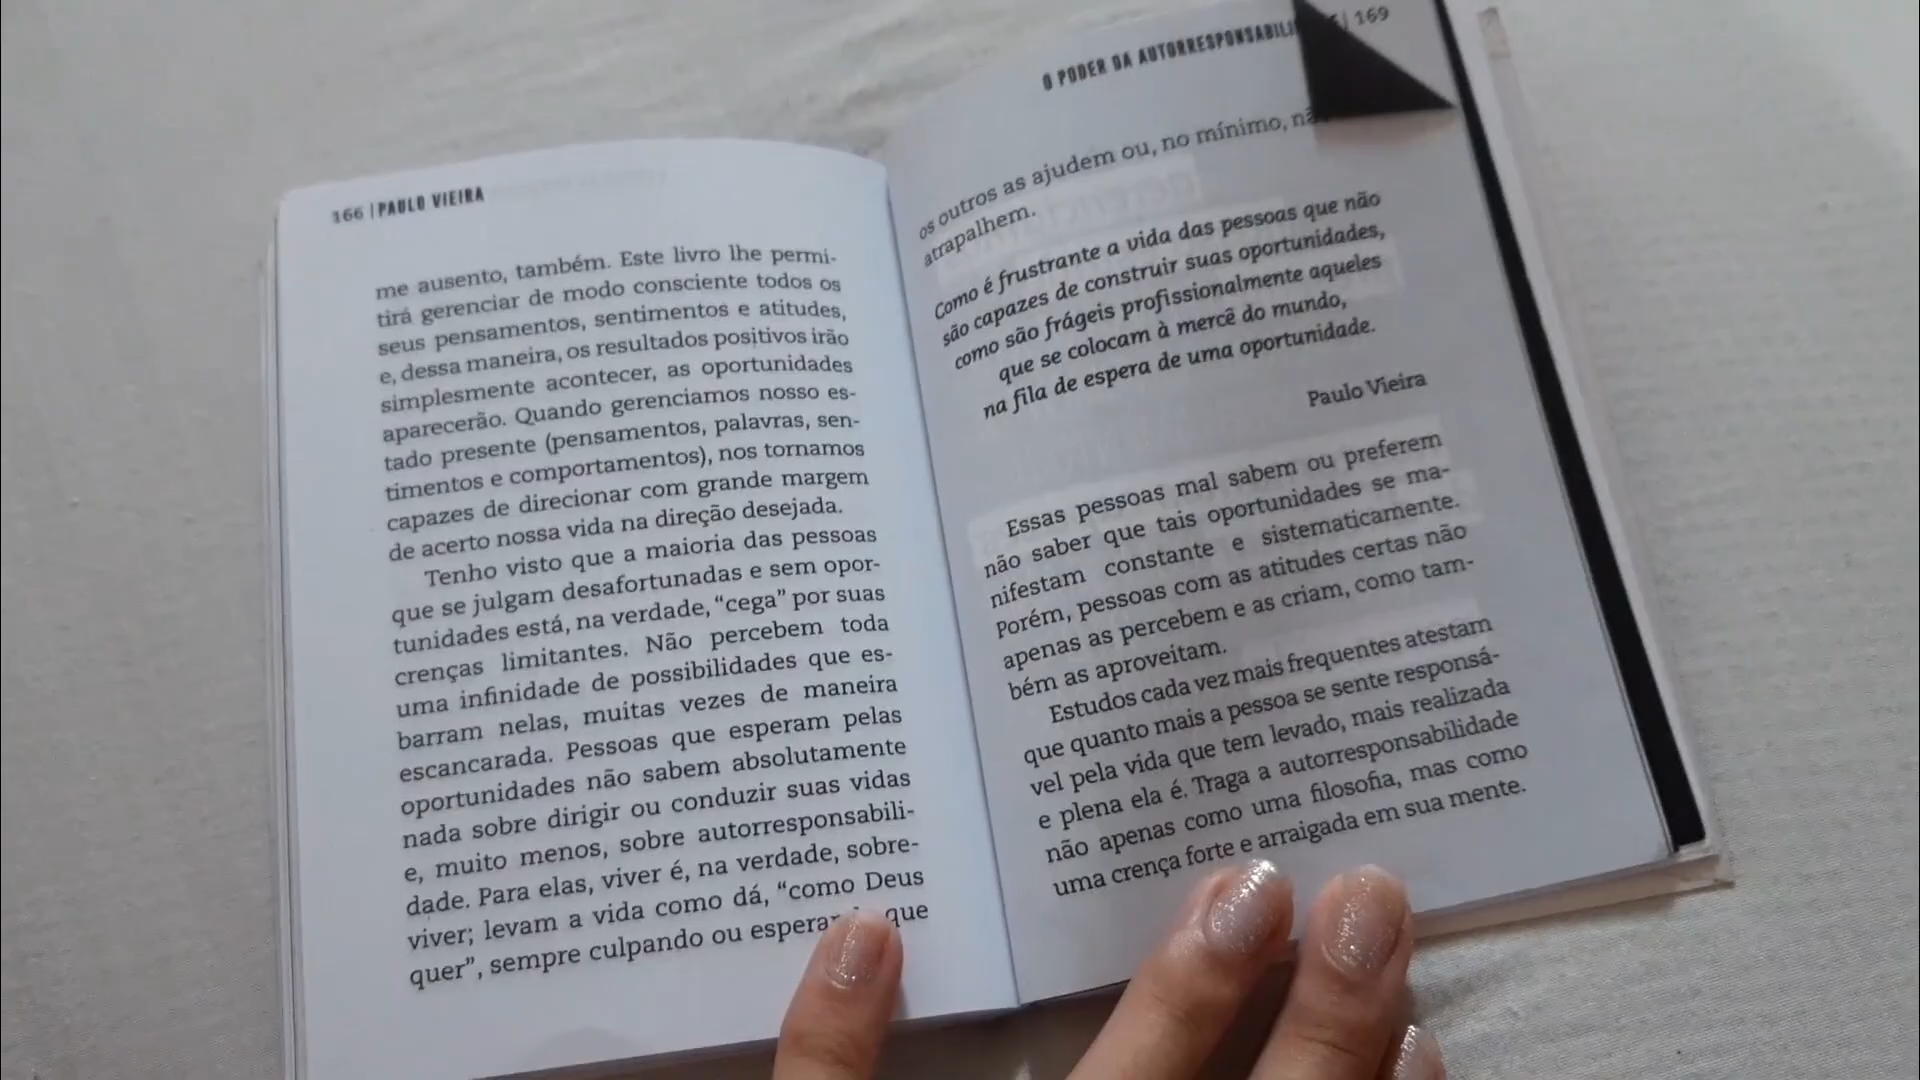 166 | PAULO VIEIRA
me ausento, também. Este livro lhe permi-
tirá gerenciar de modo consciente todos os
seus pensamentos, sentimentos e atitudes,
e, dessa maneira, os resultados positivos irão
simplesmente acontecer, as oportunidades
aparecerão. Quando gerenciamos nosso es-
tado presente (pensamentos, palavras, sen-
timentos e comportamentos), nos tornamos
capazes de direcionar com grande margem
de acerto nossa vida na direção desejada.
Tenho visto que a maioria das pessoas
que se julgam desafortunadas e sem opor-
tunidades está, na verdade, “cega” por suas
crenças limitantes. Não percebem toda
uma infinidade de possibilidades que es-
barram nelas, muitas vezes de maneira
escancarada. Pessoas que esperam pelas
oportunidades não sabem absolutamente
nada sobre dirigir ou conduzir suas vidas
e, muito menos, sobre autorresponsabili-
dade. Para elas, viver é, na verdade, sobre-
viver; levam a vida como dá, “como Deus
quer”, sempre culpando ou que
O PODER DA | 169
os outros as ajudem ou, no mínimo,
atrapalhem.
Como é frustrante a vida das pessoas que não
são capazes de construir suas oportunidades,
como são frágeis profissionalmente aqueles
que se colocam à mercê do mundo,
na fila de espera de uma oportunidade.
Paulo Vieira
Essas pessoas mal sabem ou preferem
não saber que tais oportunidades se ma-
nifestam constante e sistematicamente.
Porém, pessoas com as atitudes certas não
apenas as percebem e as criam, como tam-
bém as aproveitam.
Estudos cada vez mais frequentes atestam
que quanto mais a pessoa se sente responsá-
vel pela vida que tem levado, mais realizada
e plena ela é. Traga a autorresponsabilidade
não apenas como uma filosofia, mas como
uma crença forte e arraigada em sua mente.